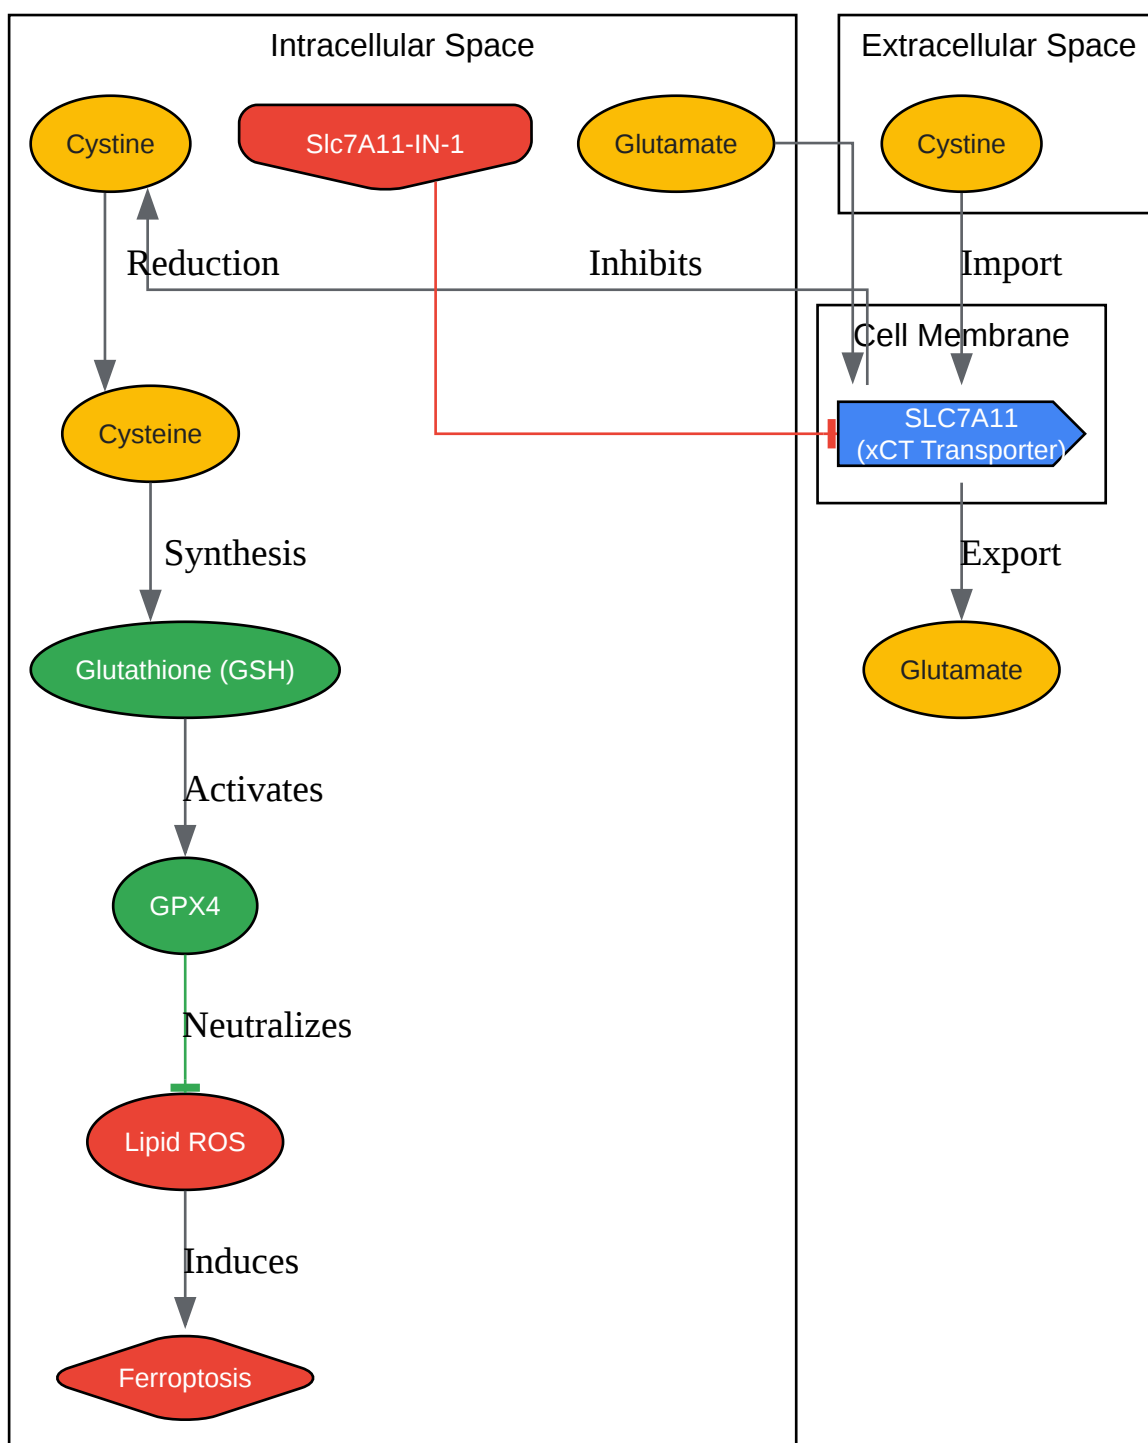 Intracellular Space
Extracellular Space
Cystine
Slc7A11-IN-1
Glutamate
Cystine
Reduction
Inhibits
Import
Cell Membrane
Cysteine
SLC7A11
(xCT Transporter)
Synthesis
Export
Glutathione (GSH)
Glutamate
Activates
GPX4
Neutralizes
Lipid ROS
Induces
Ferroptosis